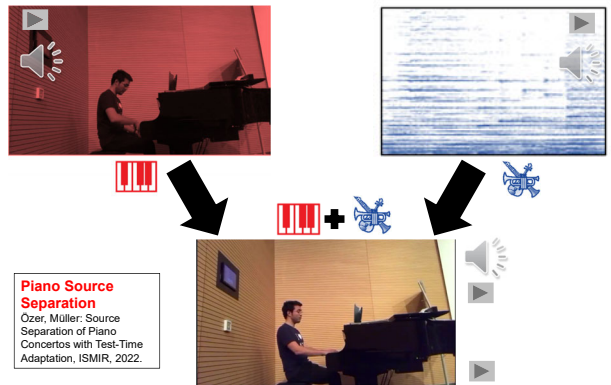 Piano Source
Separation
Özer, Müller: Source
Separation of Piano
Concertos with Test-Time
Adaptation, ISMIR, 2022.